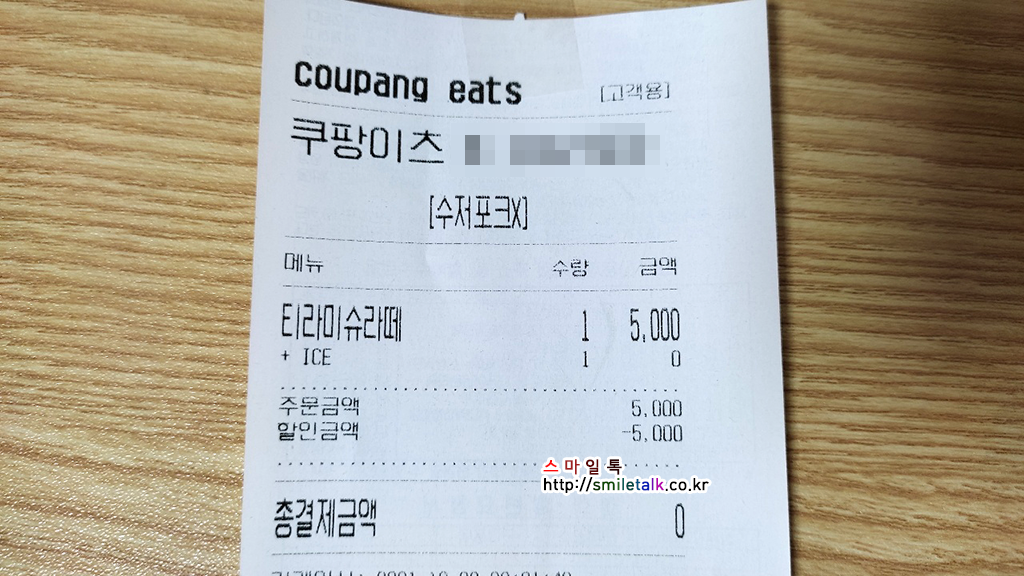 coupang eats [고객용]
쿠팡이츠
[수저포크X]
메뉴 수량 금액
티라미슈라떼 1 5,000
+ ICE 1 0
주문금액 5,000
할인금액 -5,000
스마일톡
http://smiletalk.co.kr
총결제금액 0